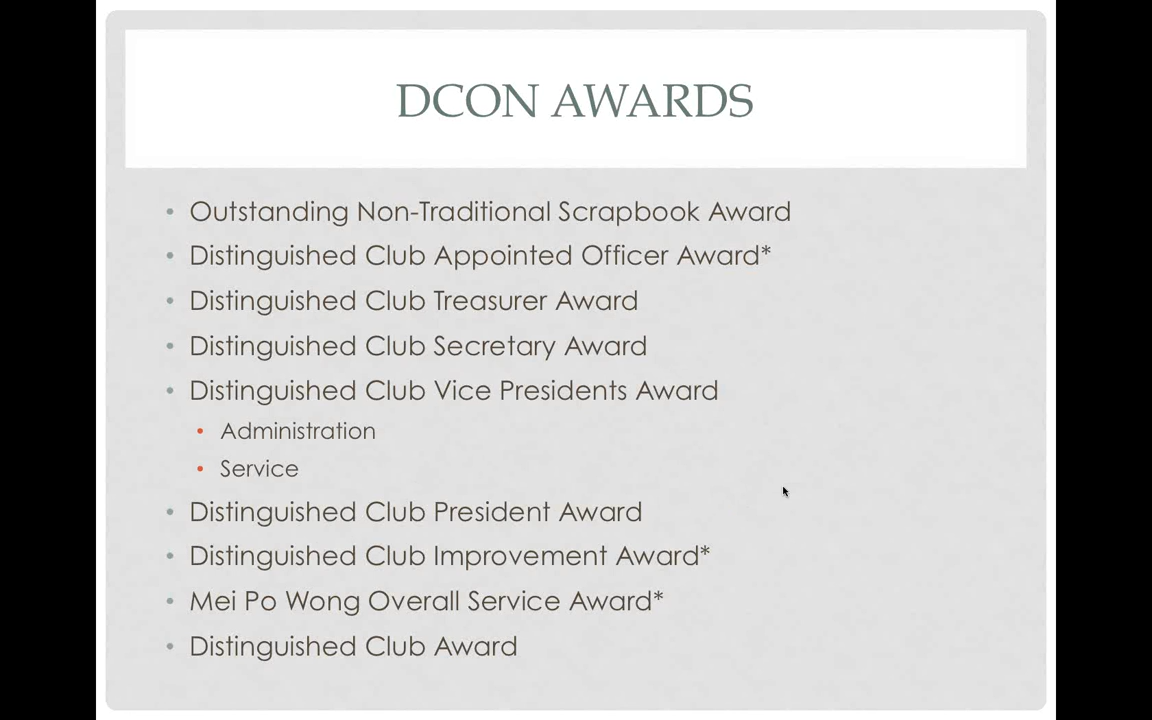 DCON AWARDS
• Outstanding Non-Traditional Scrapbook Award
• Distinguished Club Appointed Officer Award*
• Distinguished Club Treasurer Award
• Distinguished Club Secretary Award
• Distinguished Club Vice Presidents Award
• Administration
• Service
• Distinguished Club President Award
• Distinguished Club Improvement Award*
• Mei Po Wong Overall Service Award*
• Distinguished Club Award